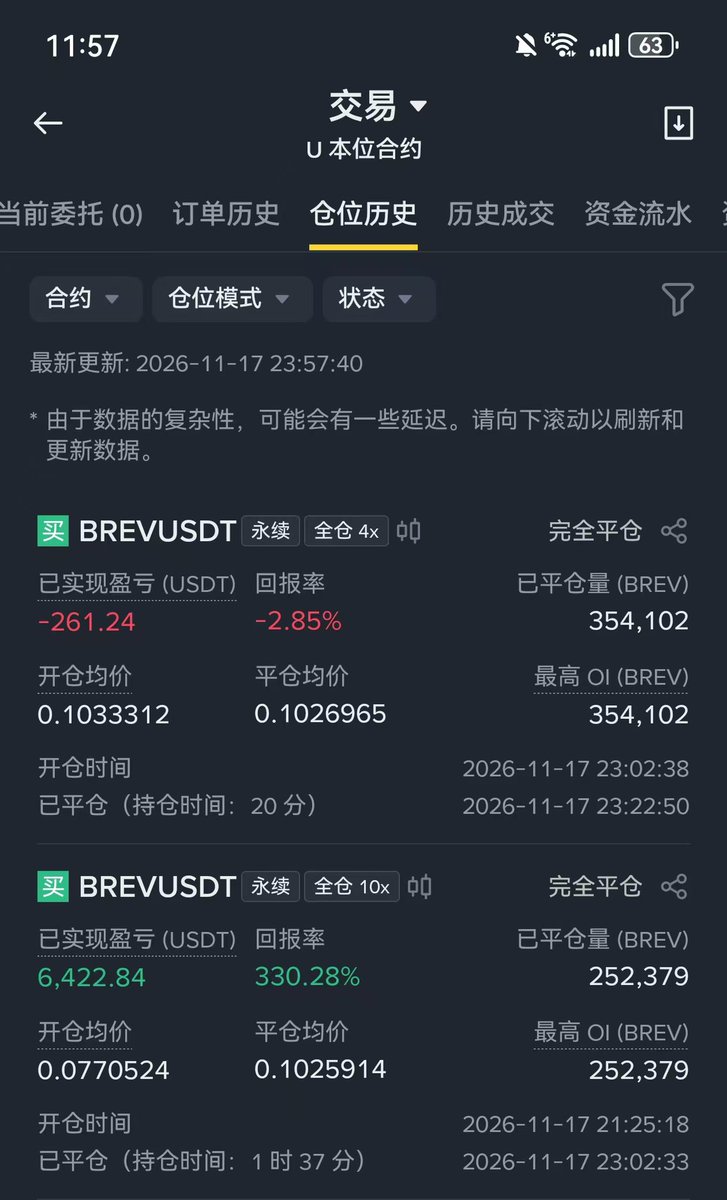 11:57 6+ 63
交易
U 本位合约
当前委托 (0) 订单历史 仓位历史 历史成交 资金流水
合约 仓位模式 状态
最新更新: 2026-11-17 23:57:40
* 由于数据的复杂性，可能会有一些延迟。请向下滚动以刷新和
更新数据。
买 BREVUSDT 永续 全仓 4x 完全平仓
已实现盈亏 (USDT) 回报率 已平仓量 (BREV)
-261.24 -2.85% 354,102
开仓均价 平仓均价 最高 OI (BREV)
0.1033312 0.1026965 354,102
开仓时间 2026-11-17 23:02:38
已平仓（持仓时间： 20 分） 2026-11-17 23:22:50
买 BREVUSDT 永续 全仓 10x 完全平仓
已实现盈亏 (USDT) 回报率 已平仓量 (BREV)
6,422.84 330.28% 252,379
开仓均价 平仓均价 最高 OI (BREV)
0.0770524 0.1025914 252,379
开仓时间 2026-11-17 21:25:18
已平仓（持仓时间： 1 时 37 分） 2026-11-17 23:02:33